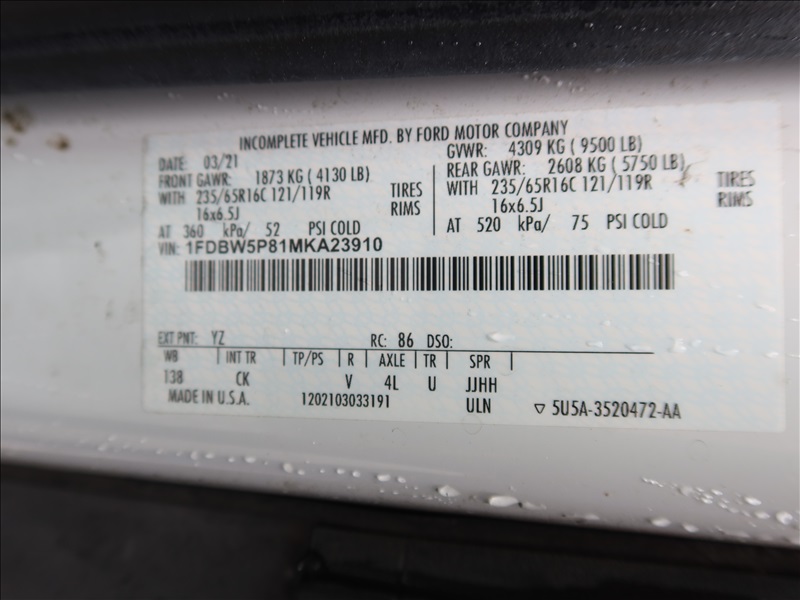 INCOMPLETE VEHICLE MFD. BY FORD MOTOR COMPANY
DATE: 03/21 GVWR: 4309 KG ( 9500 LB)
FRONT GAWR: 1873 KG ( 4130 LB) REAR GAWR: 2608 KG ( 5750 LB)
WITH 235/65R16C 121/119R TIRES WITH 235/65R16C 121/119R TIRES
16x6.5J RIMS 16x6.5J RIMS
AT 360 kPa/ 52 PSI COLD AT 520 kPa/ 75 PSI COLD
VIN: 1FDBW5P81MKA23910
EXT PNT: YZ RC: 86 DSO:
WB INT TR TP/PS R AXLE TR SPR
138 CK V 4L U JJHH
MADE IN U.S.A. 1202103033191 ULN ▽ 5U5A-3520472-AA